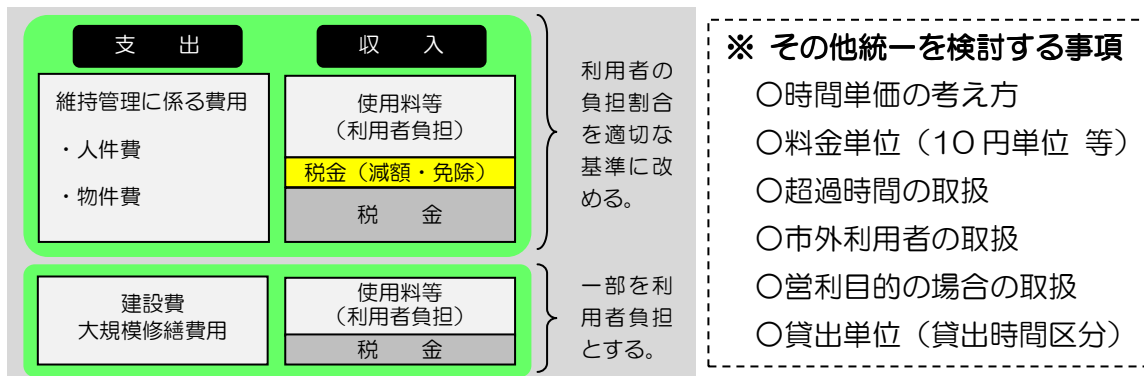 支 出
収 入
維持管理に係る費用
・人件費
・物件費
使用料等
（利用者負担）
税金（減額・免除）
税 金
利用者の
負担割合
を適切な
基準に改
める。
建設費
大規模修繕費用
使用料等
（利用者負担）
税 金
一部を利
用者負担
とする。
※ その他統一を検討する事項
〇時間単価の考え方
〇料金単位（１０円単位 等）
〇超過時間の取扱
〇市外利用者の取扱
〇営利目的の場合の取扱
〇貸出単位（貸出時間区分）